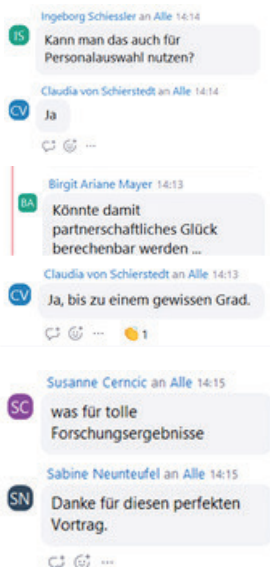 Ingeborg Schiessler an Alle 14:14
IS
Kann man das auch für
Personalauswahl nutzen?
Claudia von Schierstedt an Alle 14:14
CV
Ja
Birgit Ariane Mayer 14:13
BA
Könnte damit
partnerschaftliches Glück
berechenbar werden ...
Claudia von Schierstedt an Alle 14:13
CV
Ja, bis zu einem gewissen Grad.
1
Susanne Cerncic an Alle 14:15
SC
was für tolle
Forschungsergebnisse
Sabine Neunteufel an Alle 14:15
SN
Danke für diesen perfekten
Vortrag.